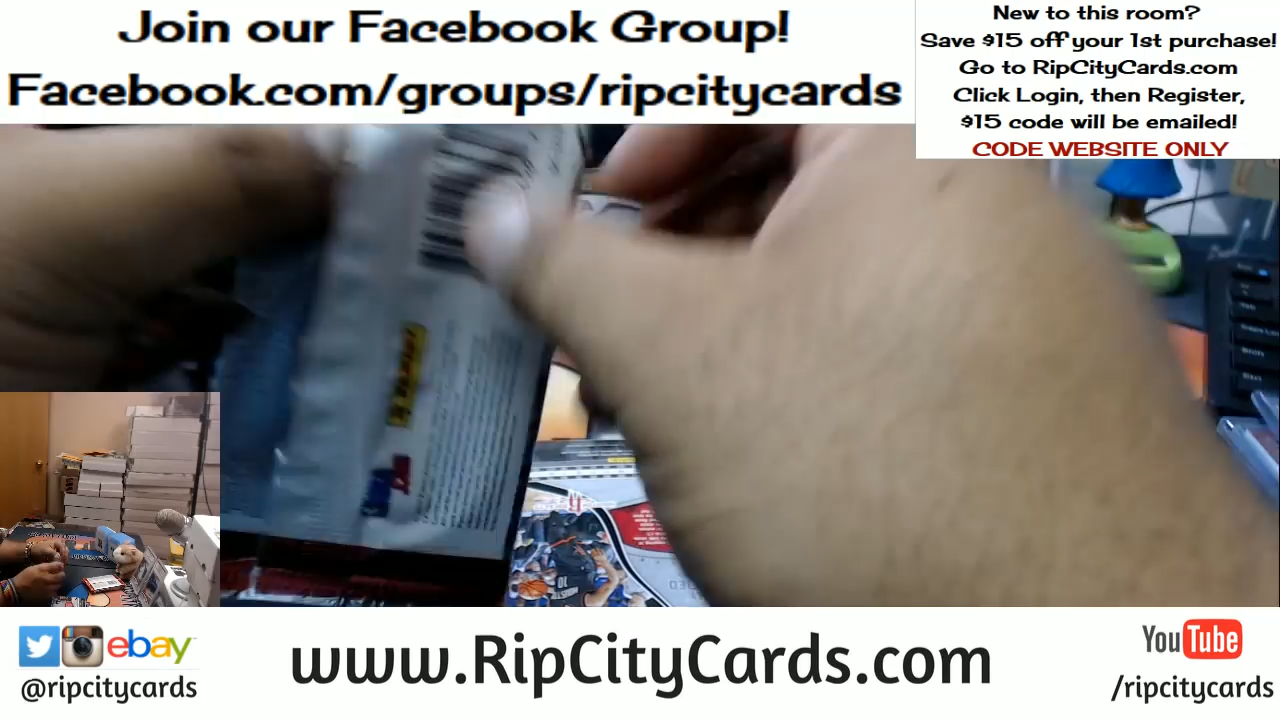 Join our Facebook Group!
Facebook.com/groups/ripcitycards
New to this room?
Save $15 off your 1st purchase!
Go to RipCityCards.com
Click Login, then Register,
$15 code will be emailed!
CODE WEBSITE ONLY
ebay
@ripcitycards
www.RipCityCards.com
YouTube
/ripcitycards